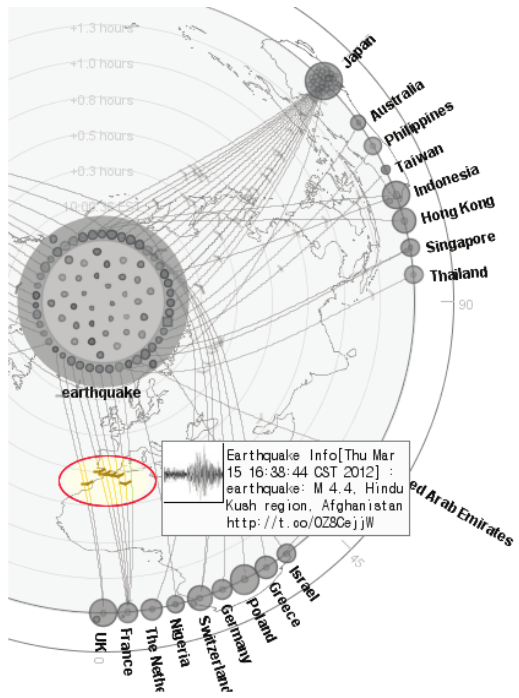 +1.3 hours
+1.0 hours
+0.8 hours
+0.5 hours
+0.3 hours
Japan
Australia
Philippines
Taiwan
Indonesia
Hong Kong
Singapore
Thailand
90
earthquake
Earthquake Info[Thu Mar
15 16:38:44 CST 2012] :
earthquake: M 4.4, Hindu
Kush region, Afghanistan
http://t.co/OZ8CejjW
ed Arab Emirates
45
Israel
Greece
Poland
Germany
Switzerland
Nigeria
The Nethe
France
UK
0